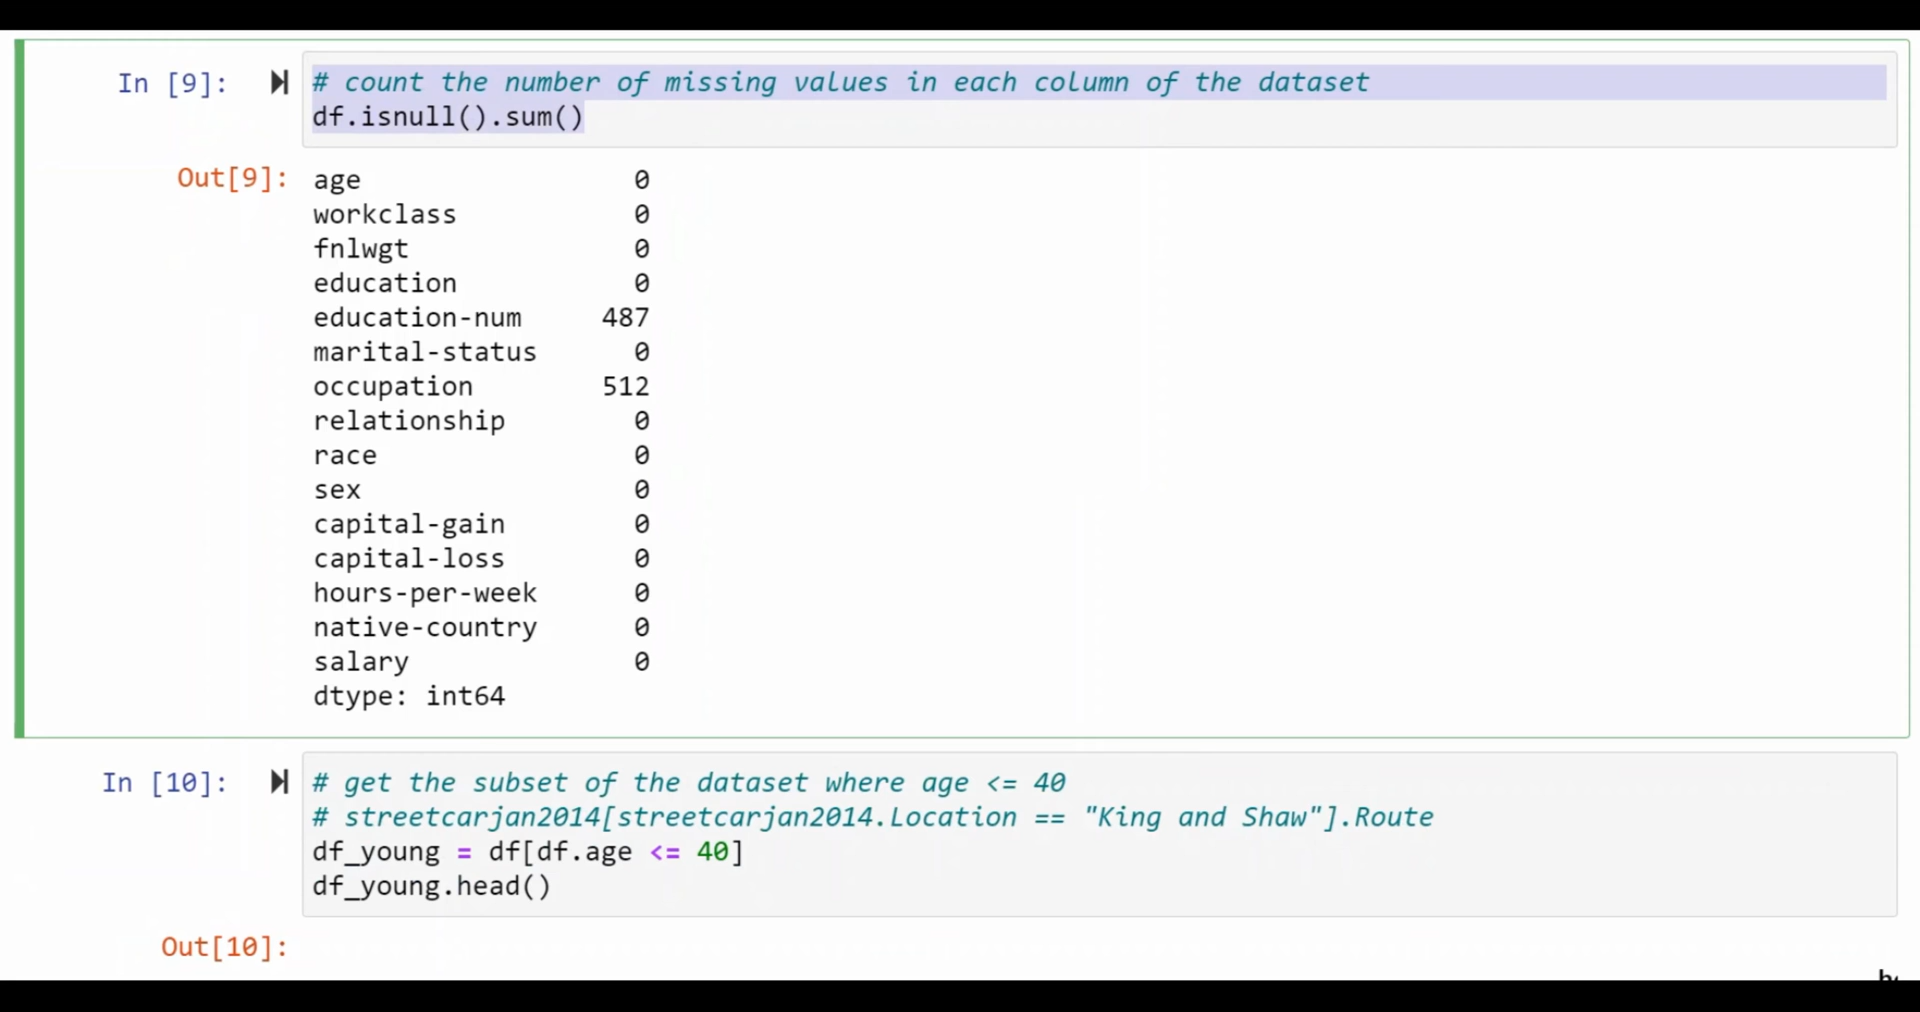 In [9]: # count the number of missing values in each column of the dataset
df.isnull().sum()
Out[9]: age 0
workclass 0
fnlwgt 0
education 0
education-num 487
marital-status 0
occupation 512
relationship 0
race 0
sex 0
capital-gain 0
capital-loss 0
hours-per-week 0
native-country 0
salary 0
dtype: int64
In [10]: # get the subset of the dataset where age <= 40
# streetcarjan2014[streetcarjan2014.Location == "King and Shaw"].Route
df_young = df[df.age <= 40]
df_young.head()
Out[10]: